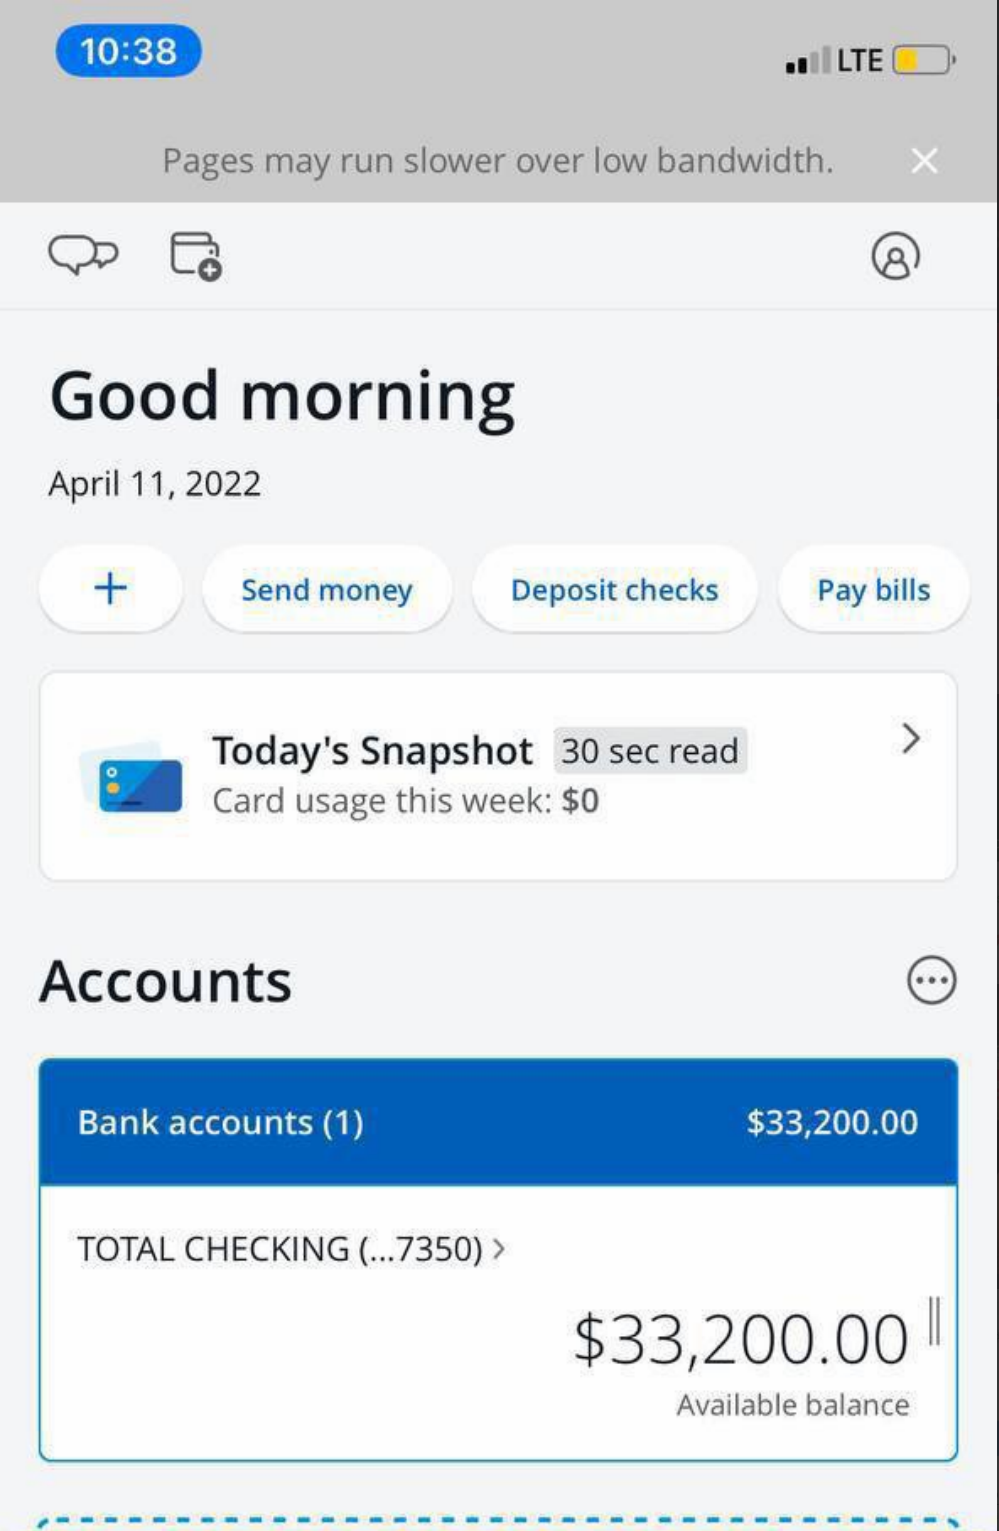 10:38
LTE
Pages may run slower over low bandwidth.
Good morning
April 11, 2022
+ Send money Deposit checks Pay bills
Today's Snapshot 30 sec read
Card usage this week: $0
Accounts
Bank accounts (1) $33,200.00
TOTAL CHECKING (...7350)
$33,200.00
Available balance